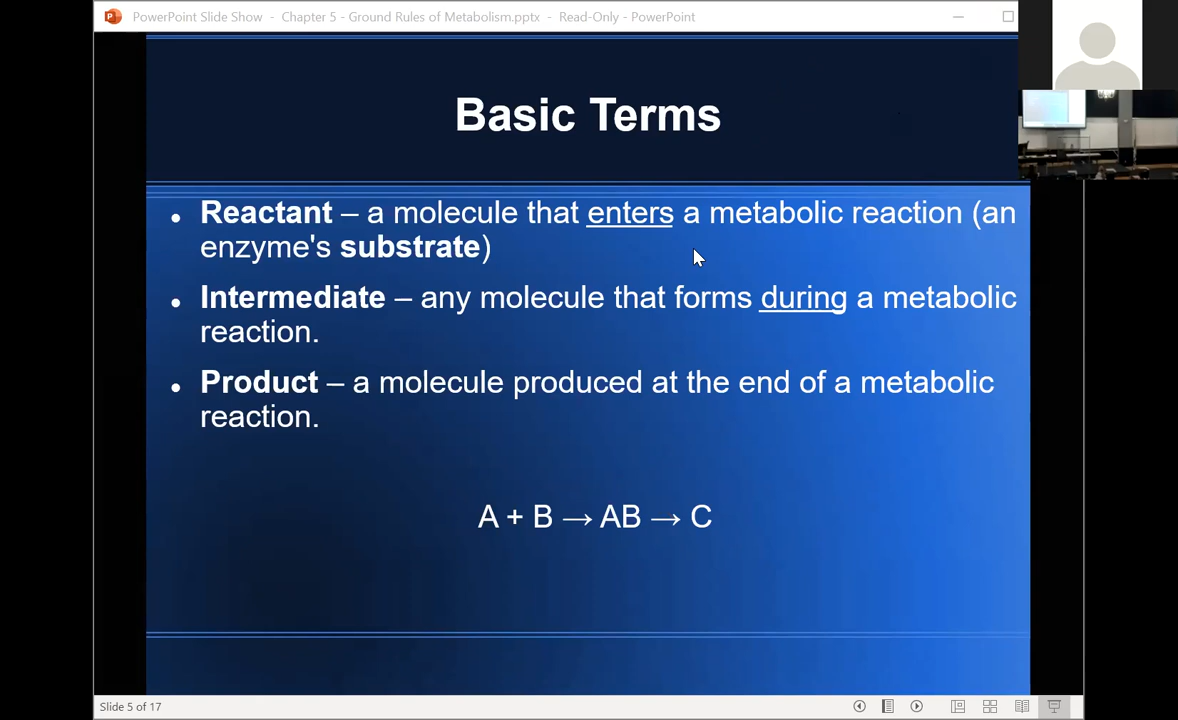 PowerPoint Slide Show - Chapter 5 - Ground Rules of Metabolism.pptx - Read-Only - PowerPoint
Basic Terms
• Reactant – a molecule that enters a metabolic reaction (an
enzyme's substrate)
• Intermediate – any molecule that forms during a metabolic
reaction.
• Product – a molecule produced at the end of a metabolic
reaction.
A + B → AB → C
Slide 5 of 17